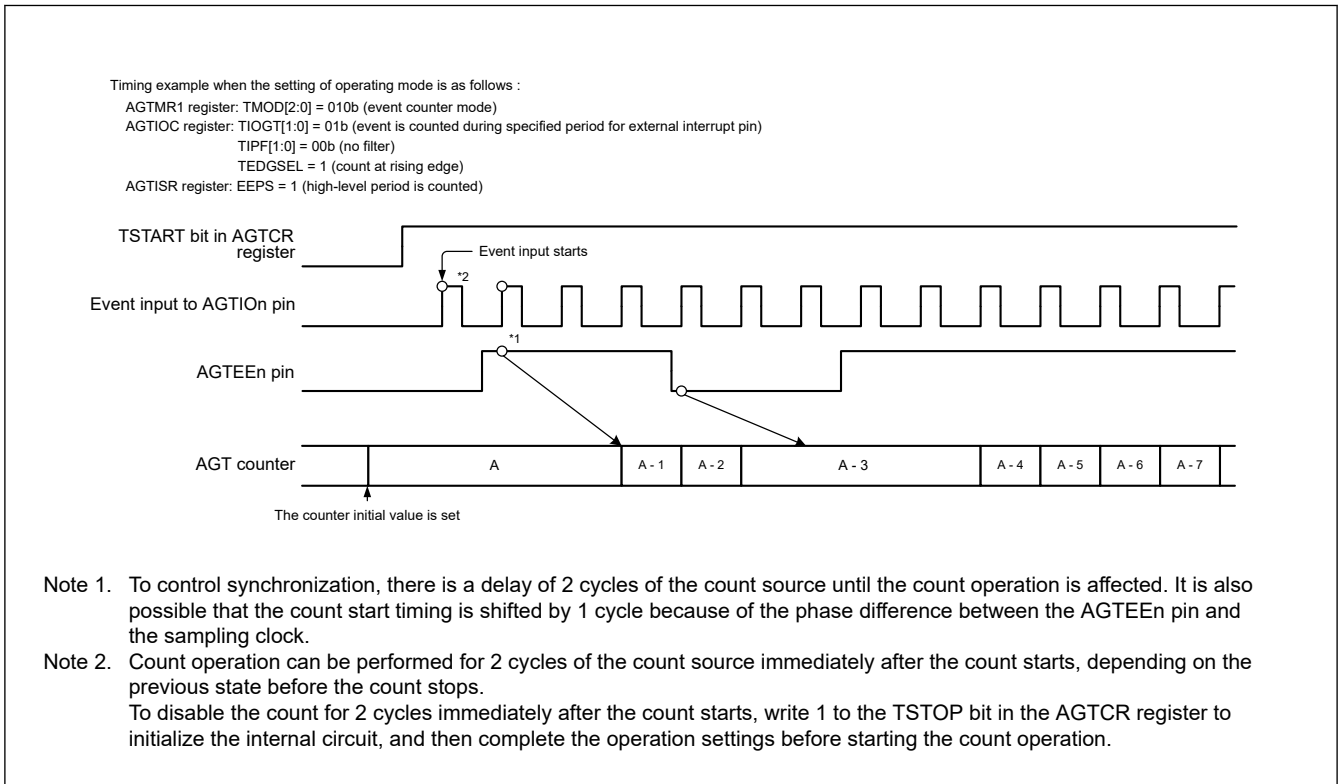 Timing example when the setting of operating mode is as follows :
AGTMR1 register: TMOD[2:0] = 010b (event counter mode)
AGTIOC register: TIOGT[1:0] = 01b (event is counted during specified period for external interrupt pin)
TIPF[1:0] = 00b (no filter)
TEDGSEL = 1 (count at rising edge)
AGTISR register: EEPS = 1 (high-level period is counted)
TSTART bit in AGTCR
register
Event input starts
*2
Event input to AGTIOn pin
*1
AGTEEn pin
AGT counter
A
A - 1
A - 2
A - 3
A - 4
A - 5
A - 6
A - 7
The counter initial value is set
Note 1. To control synchronization, there is a delay of 2 cycles of the count source until the count operation is affected. It is also
possible that the count start timing is shifted by 1 cycle because of the phase difference between the AGTEEn pin and
the sampling clock.
Note 2. Count operation can be performed for 2 cycles of the count source immediately after the count starts, depending on the
previous state before the count stops.
To disable the count for 2 cycles immediately after the count starts, write 1 to the TSTOP bit in the AGTCR register to
initialize the internal circuit, and then complete the operation settings before starting the count operation.